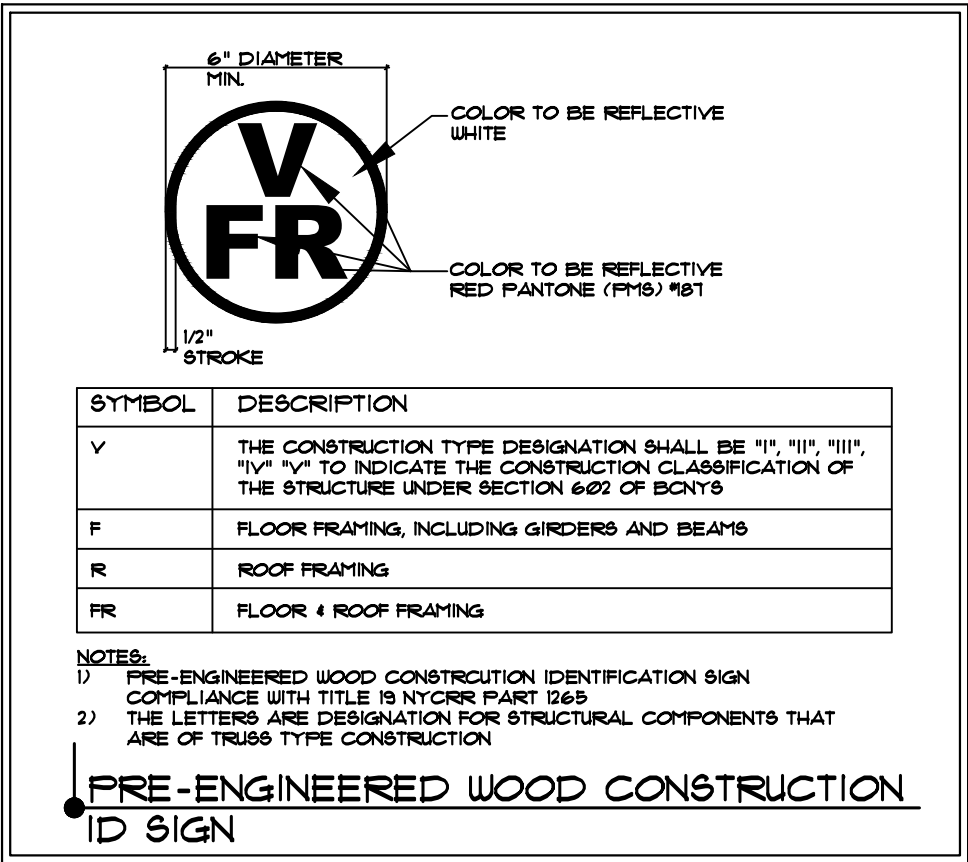 6" DIAMETER
MIN.
COLOR TO BE REFLECTIVE
WHITE
V
FR
COLOR TO BE REFLECTIVE
RED PANTONE (PMS) #187
1/2"
STROKE
SYMBOL DESCRIPTION
V THE CONSTRUCTION TYPE DESIGNATION SHALL BE "I", "II", "III",
"IV" "V" TO INDICATE THE CONSTRUCTION CLASSIFICATION OF
THE STRUCTURE UNDER SECTION 602 OF BCNYS
F FLOOR FRAMING, INCLUDING GIRDERS AND BEAMS
R ROOF FRAMING
FR FLOOR & ROOF FRAMING
NOTES:
1) PRE-ENGINEERED WOOD CONSTRCUTION IDENTIFICATION SIGN
COMPLIANCE WITH TITLE 19 NYCRR PART 1265
2) THE LETTERS ARE DESIGNATION FOR STRUCTURAL COMPONENTS THAT
ARE OF TRUSS TYPE CONSTRUCTION
PRE-ENGINEERED WOOD CONSTRUCTION
ID SIGN